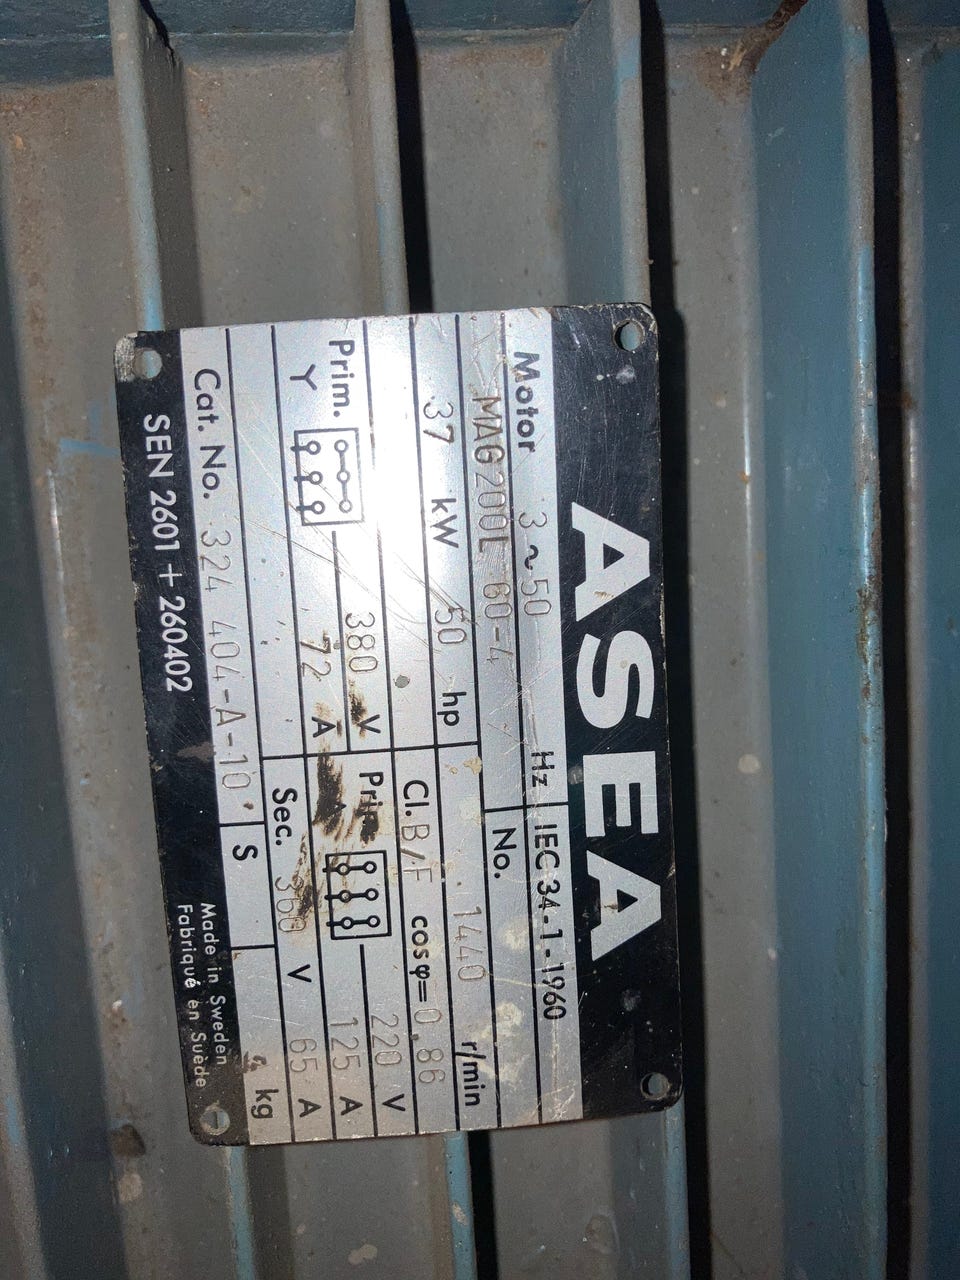 ASEA
Motor 3 ~ 50 Hz IEC 34-1-1960
MAG 200L 60-4 No.
37 kW 50 hp 1440 r/min
Cl. B/F cosφ= 0,86
Prim. 380 V Prim. 220 V
Y 72 A 125 A
Sec. 360 V 65 A
Cat. No. 324 404-A-10 S kg
SEN 2601 + 260402 Made in Sweden
Fabriqué en Suède